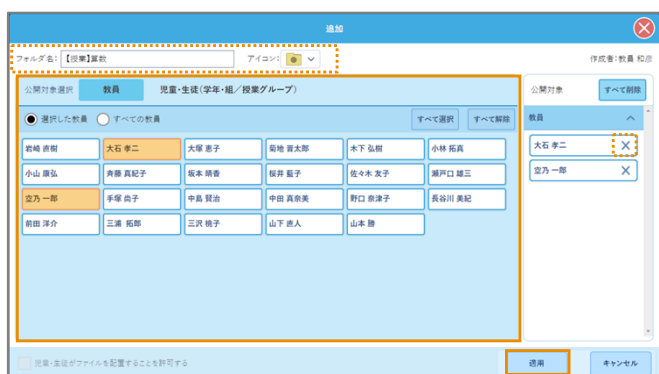 追加
フォルダ名: 【授業】算数 アイコン: 作成者:教員 和彦
公開対象選択 教員 児童・生徒(学年・組/授業グループ) 公開対象 すべて削除
選択した教員 すべての教員 すべて選択 すべて解除 教員
岩崎 直樹 大石 孝二 大塚 恵子 菊地 晋太郎 木下 弘樹 小林 拓真 大石 孝二
小山 康弘 斉藤 真紀子 坂本 晴香 桜井 藍子 佐々木 友子 瀬戸口 雄三 空乃 一郎
空乃 一郎 手塚 尚子 中島 賢治 中田 真奈美 野口 奈津子 長谷川 美紀
前田 洋介 三浦 拓郎 三沢 桃子 山下 直人 山本 勝
児童・生徒がファイルを配置することを許可する 適用 キャンセル